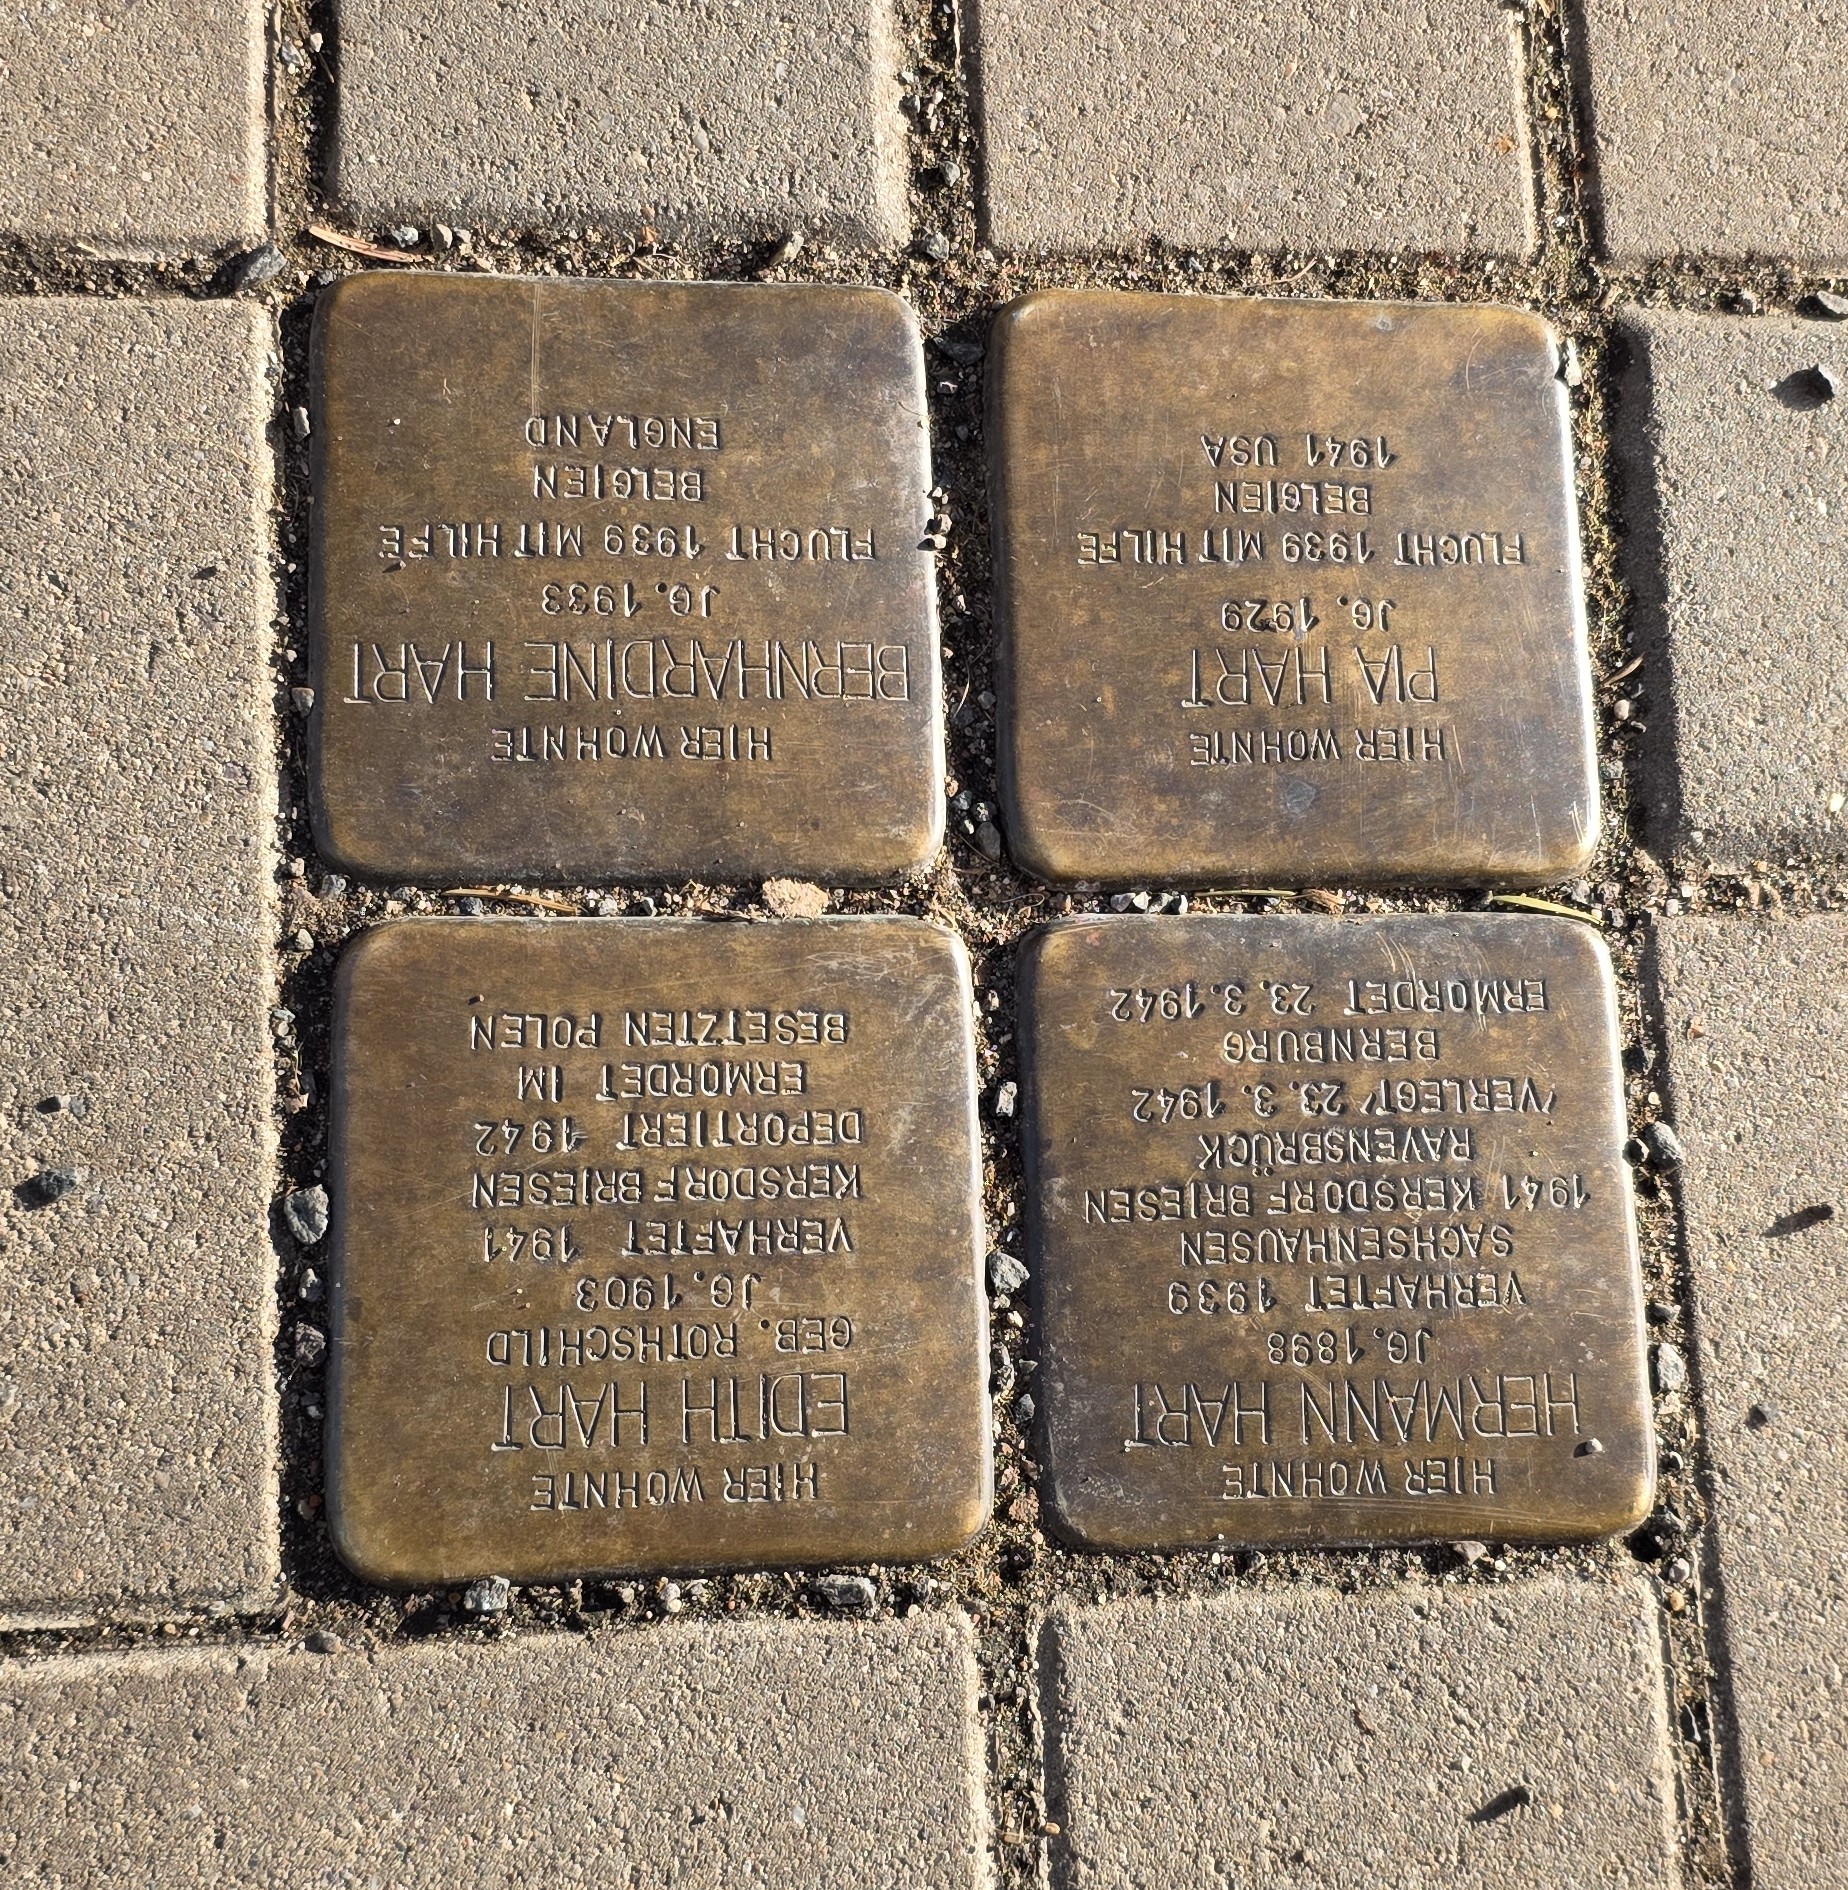 HIER WOHNTE
HERMANN HART
JG. 1898
VERHAFTET 1939
SACHSENHAUSEN
1941 KERSDORF BRIESEN
RAVENSBRÜCK
'VERLEGT' 23. 3. 1942
BERNBURG
ERMORDET 23. 3. 1942
HIER WOHNTE
EDITH HART
GEB. ROTHSCHILD
JG. 1903
VERHAFTET 1941
KERSDORF BRIESEN
DEPORTIERT 1942
ERMORDET IM
BESETZTEN POLEN
HIER WOHNTE
PIA HART
JG. 1929
FLUCHT 1939 MIT HILFE
BELGIEN
1941 USA
HIER WOHNTE
BERNHARDINE HART
JG. 1933
FLUCHT 1939 MIT HILFE
BELGIEN
ENGLAND